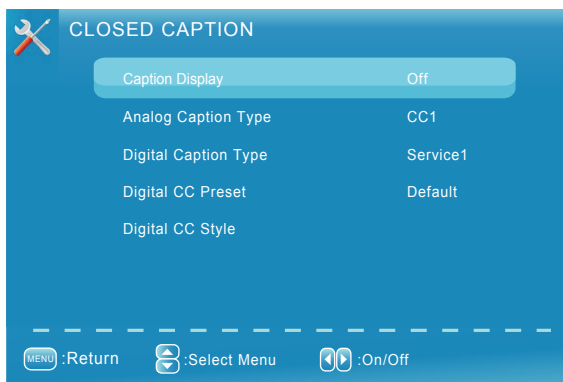 CLOSED CAPTION
Caption Display Off
Analog Caption Type CC1
Digital Caption Type Service1
Digital CC Preset Default
Digital CC Style
MENU :Return :Select Menu :On/Off